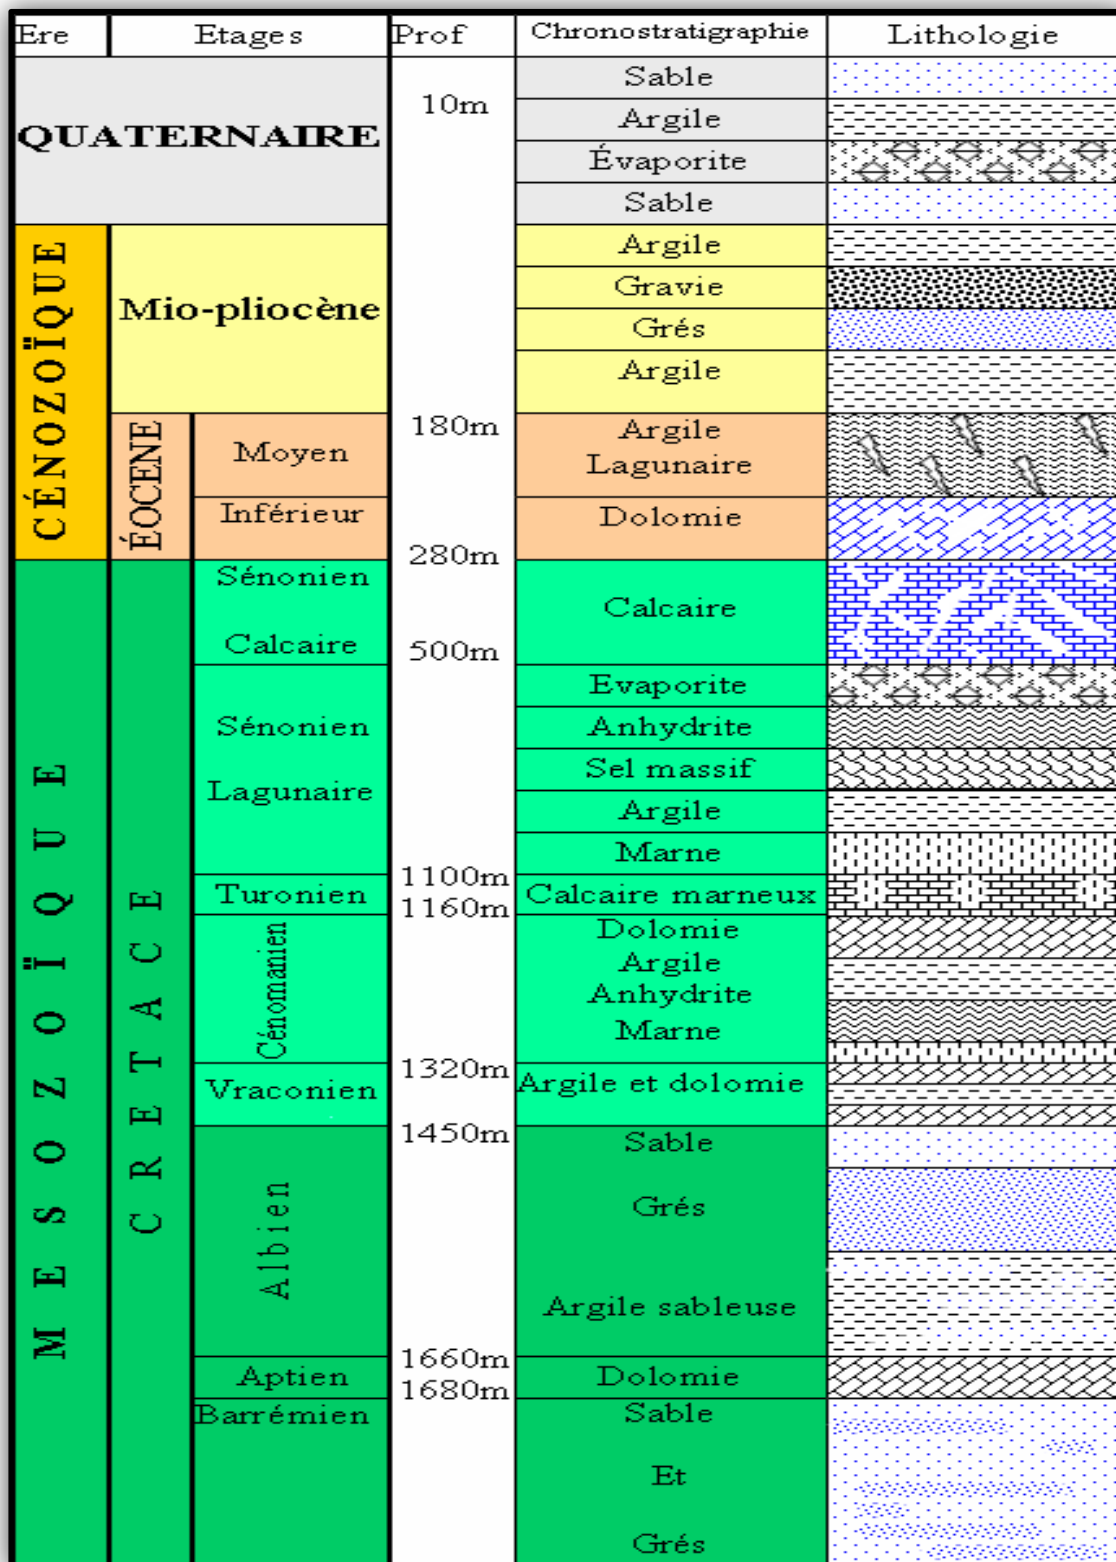 Ere Etages Prof Chronostratigraphie Lithologie
QUATERNAIRE
Sable
10m
Argile
Évaporite
Sable
CÉNOZOÏQUE
Mio-pliocène
Argile
Gravie
Grés
Argile
ÉOCENE
180m
Moyen
Argile
Lagunaire
Inférieur
Dolomie
280m
MESOZOÏQUE
CRETACE
Sénonien
Calcaire
Calcaire
500m
Sénonien
Lagunaire
Evaporite
Anhydrite
Sel massif
Argile
Marne
1100m
Turonien
Calcaire marneux
1160m
Cénomanien
Dolomie
Argile
Anhydrite
Marne
1320m
Vraconien
Argile et dolomie
1450m
Albien
Sable
Grés
Argile sableuse
1660m
Aptien
Dolomie
1680m
Barrémien
Sable
Et
Grés